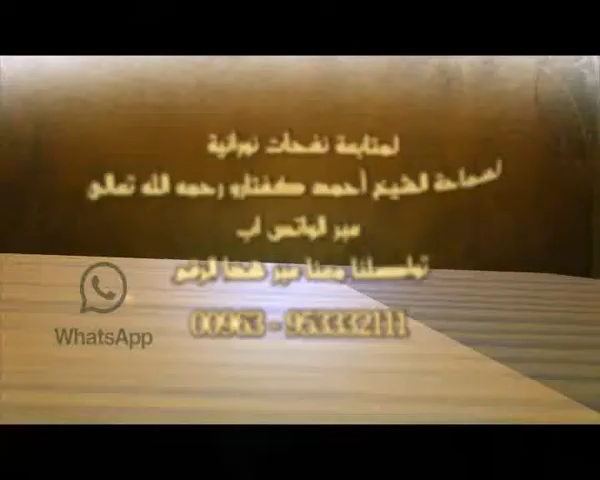 لمتابعة نفحات نورانية
لسماحة الشيخ أحمد كفتارو رحمه الله تعالى
عبر الواتس اب
تواصلنا معنا عبر هذا الرقم
00963 - 953332111
WhatsApp